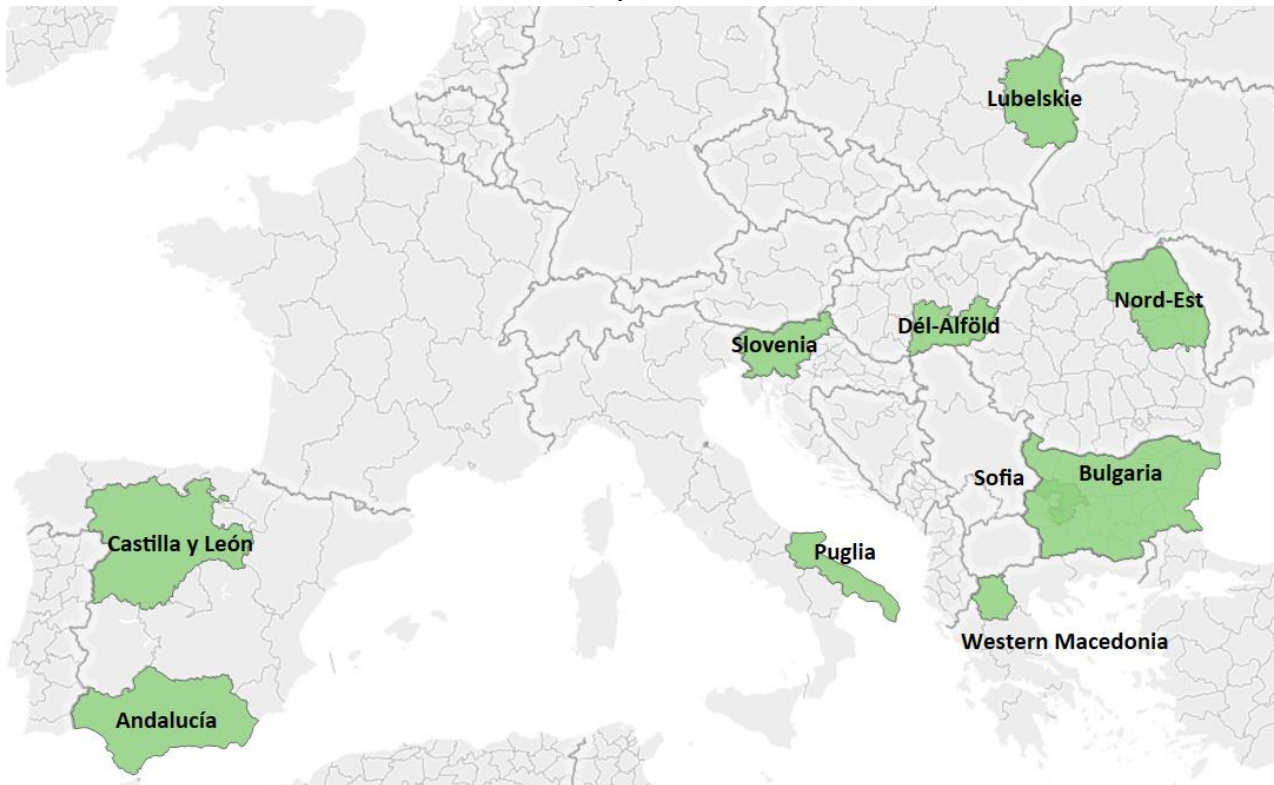 Lubelskie
Nord-Est
Dél-Alföld
Slovenia
Bulgaria
Sofia
Castilla y León
Puglia
Western Macedonia
Andalucía